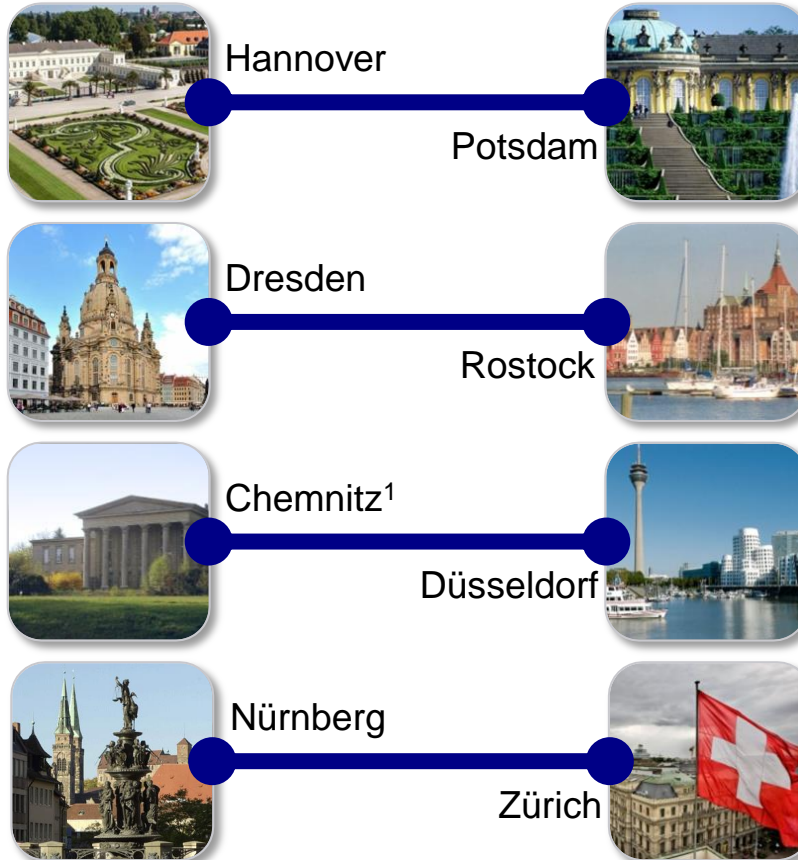 Hannover
Potsdam
Dresden
Rostock
Chemnitz¹
Düsseldorf
Nürnberg
Zürich